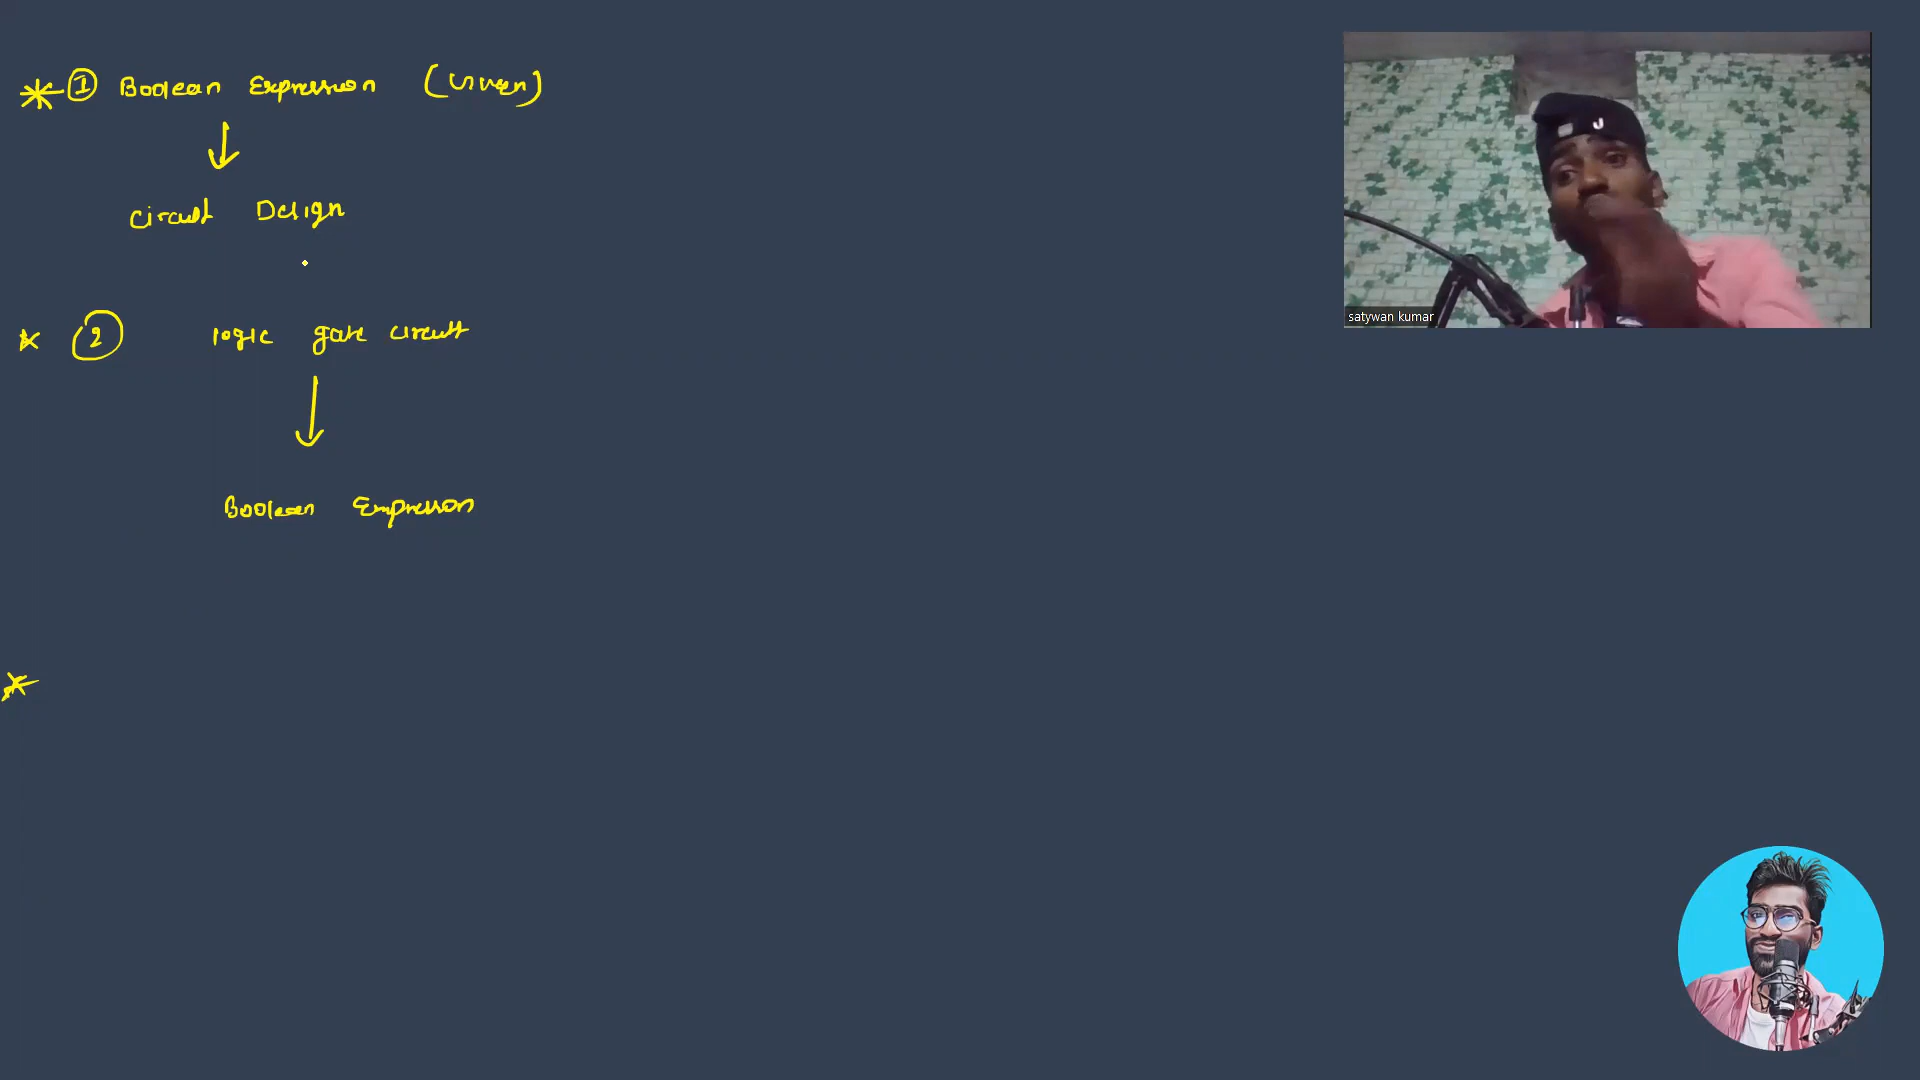 * ① Boolean Expression (Given)
↓
circuit Design
* ② logic gate circuit
↓
Boolean Expression
*
J
satywan kumar